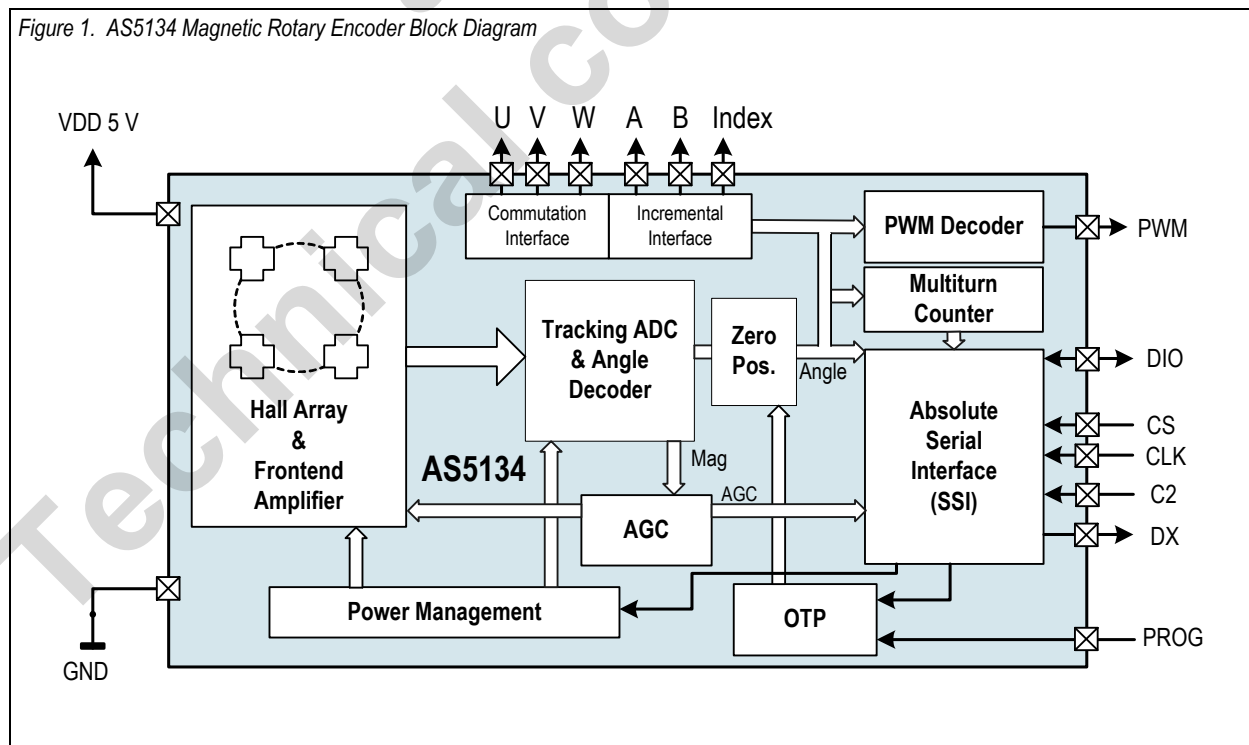 Figure 1. AS5134 Magnetic Rotary Encoder Block Diagram
VDD 5 V
U V W A B Index
Commutation
Interface
Incremental
Interface
PWM Decoder
PWM
Multiturn
Counter
Hall Array
&
Frontend
Amplifier
Tracking ADC
& Angle
Decoder
Zero
Pos.
Angle
Absolute
Serial
Interface
(SSI)
DIO
CS
CLK
C2
DX
AS5134
Mag
AGC
AGC
Power Management
OTP
PROG
GND
Technical co